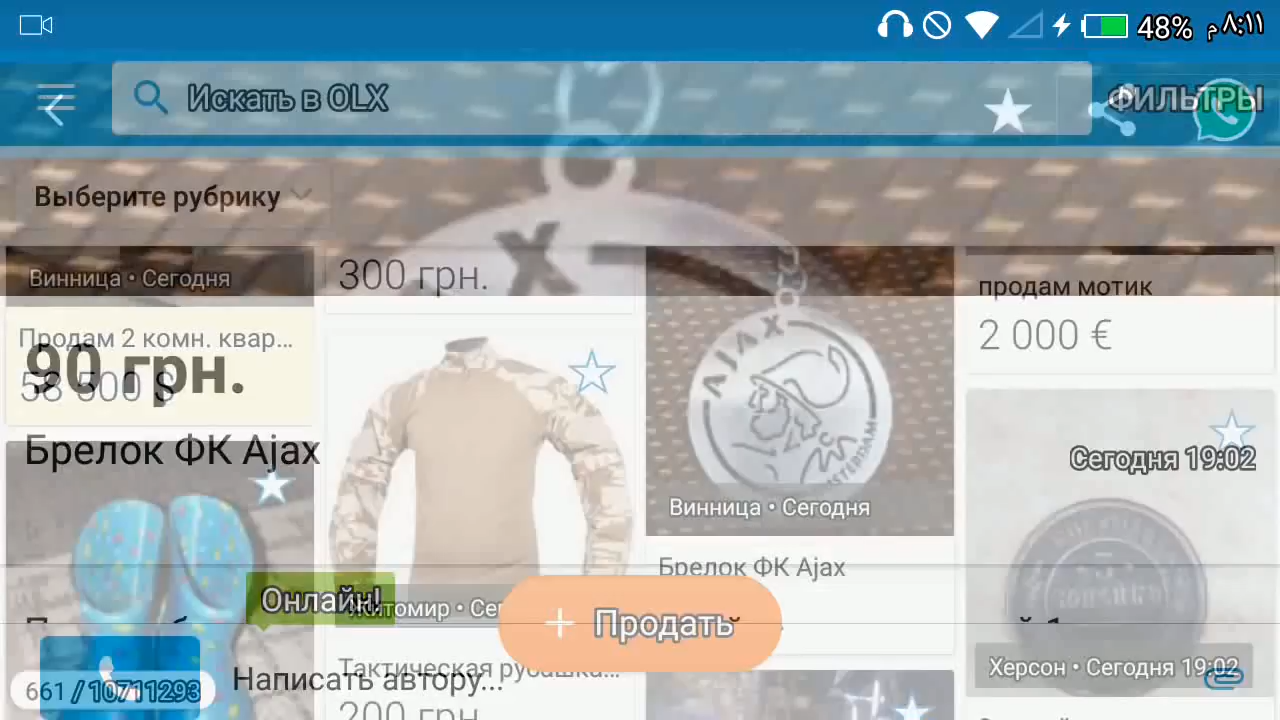 48%
٨:١١ م
Искать в OLX
ФИЛЬТРЫ
Выберите рубрику
X
Винница • Сегодня
300 грн.
продам мотик
2 000 €
Продам 2 комн. квар...
58 500 $
90 грн.
AJAX
Брелок ФК Ajax
Сегодня 19:02
Винница • Сегодня
Брелок ФК Ajax
Онлайн!
Житомир • Се
Продать
Херсон • Сегодня 19:02
Тактическая рубашка...
Написать автору...
661 / 10711293
200 грн.